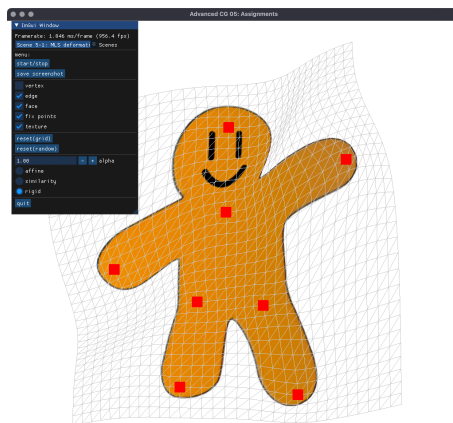 Advanced CG 05: Assignments
▼ ImGui Window
Framerate: 1.046 ms/frame (956.4 fps)
Scene 5-1: MLS deformati Scenes
menu:
start/stop
save screenshot
vertex
edge
face
fix points
texture
reset(grid)
reset(random)
1.00 - + alpha
affine
similarity
rigid
quit